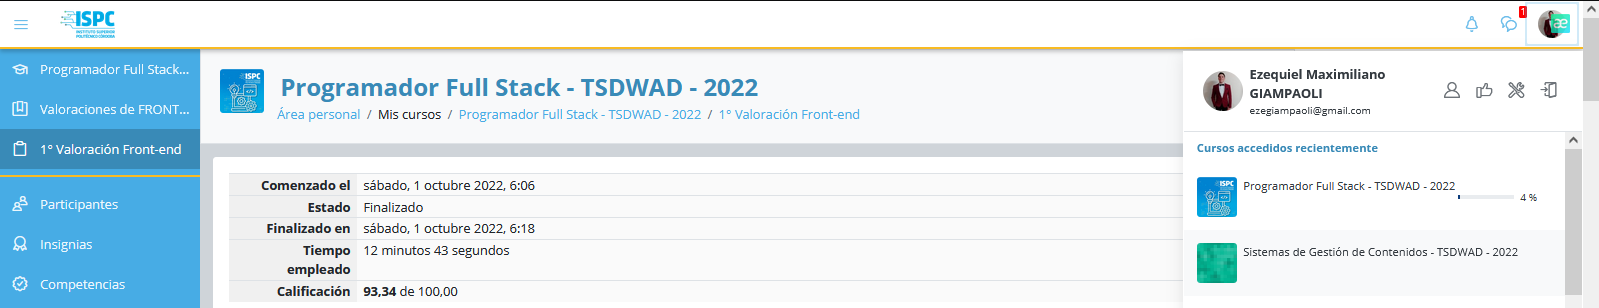 ISPC
INSTITUTO SUPERIOR
POLITÉCNICO CÓRDOBA
1
æ
Programador Full Stack...
Valoraciones de FRONT...
1° Valoración Front-end
Participantes
Insignias
Competencias
ISPC
Programador Full Stack - TSDWAD - 2022
Área personal / Mis cursos / Programador Full Stack - TSDWAD - 2022 / 1° Valoración Front-end
Comenzado el sábado, 1 octubre 2022, 6:06
Estado Finalizado
Finalizado en sábado, 1 octubre 2022, 6:18
Tiempo empleado 12 minutos 43 segundos
Calificación 93,34 de 100,00
Ezequiel Maximiliano
GIAMPAOLI
ezegiampaoli@gmail.com
Cursos accedidos recientemente
ISPC
Programador Full Stack - TSDWAD - 2022
4 %
Sistemas de Gestión de Contenidos - TSDWAD - 2022